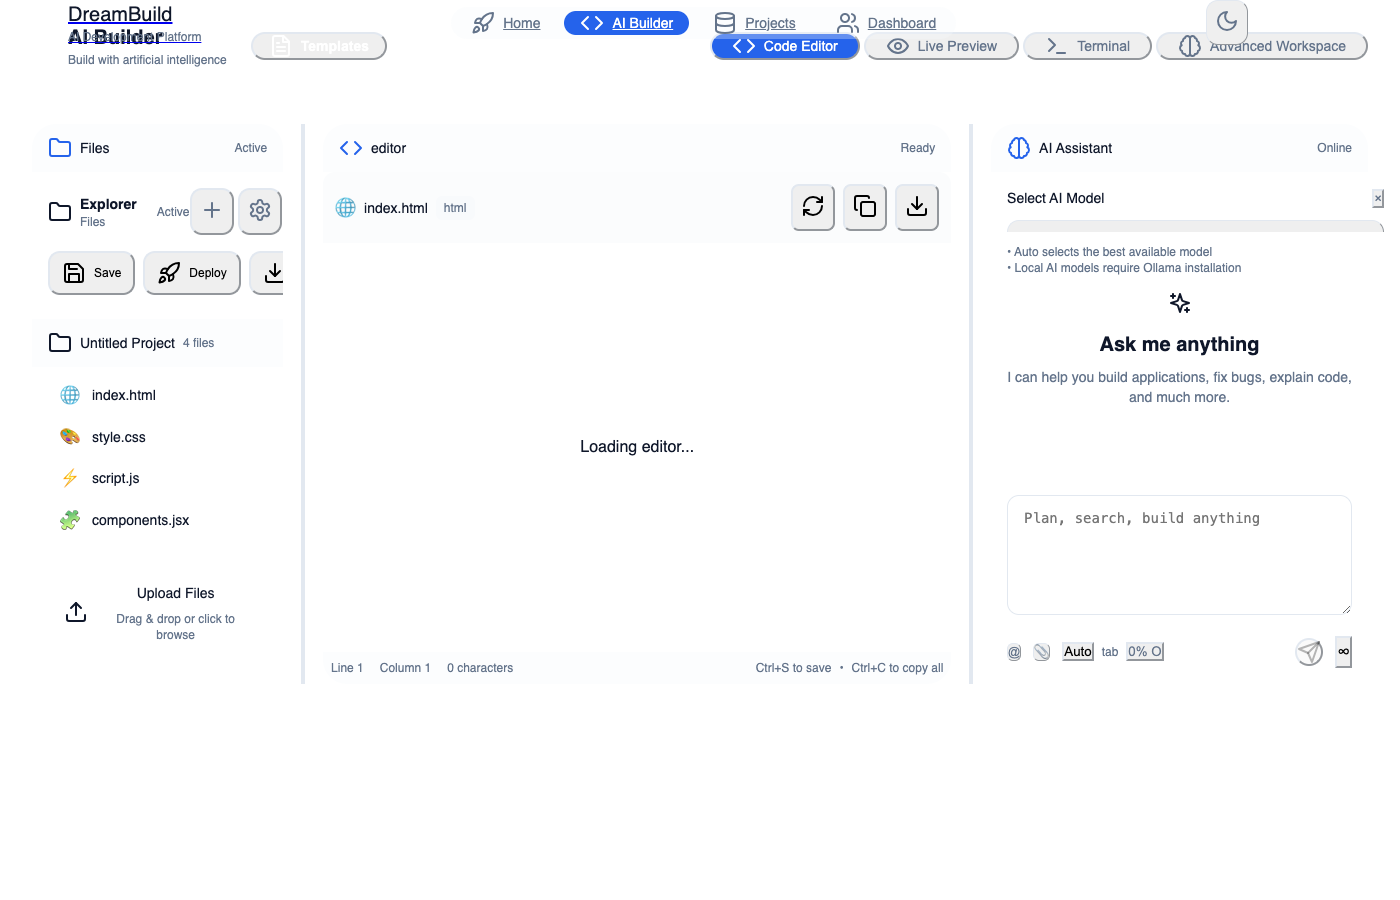 DreamBuild
AI Development Platform
AI Builder
Build with artificial intelligence
Templates
Home
AI Builder
Projects
Dashboard
Code Editor
Live Preview
Terminal
Advanced Workspace
Files
Active
Explorer
Files
Active
Save
Deploy
Untitled Project
4 files
index.html
style.css
script.js
components.jsx
Upload Files
Drag & drop or click to
browse
editor
Ready
index.html
html
Loading editor...
Line 1
Column 1
0 characters
Ctrl+S to save • Ctrl+C to copy all
AI Assistant
Online
Select AI Model
×
• Auto selects the best available model
• Local AI models require Ollama installation
Ask me anything
I can help you build applications, fix bugs, explain code,
and much more.
Plan, search, build anything
@
Auto
tab
0% O
∞